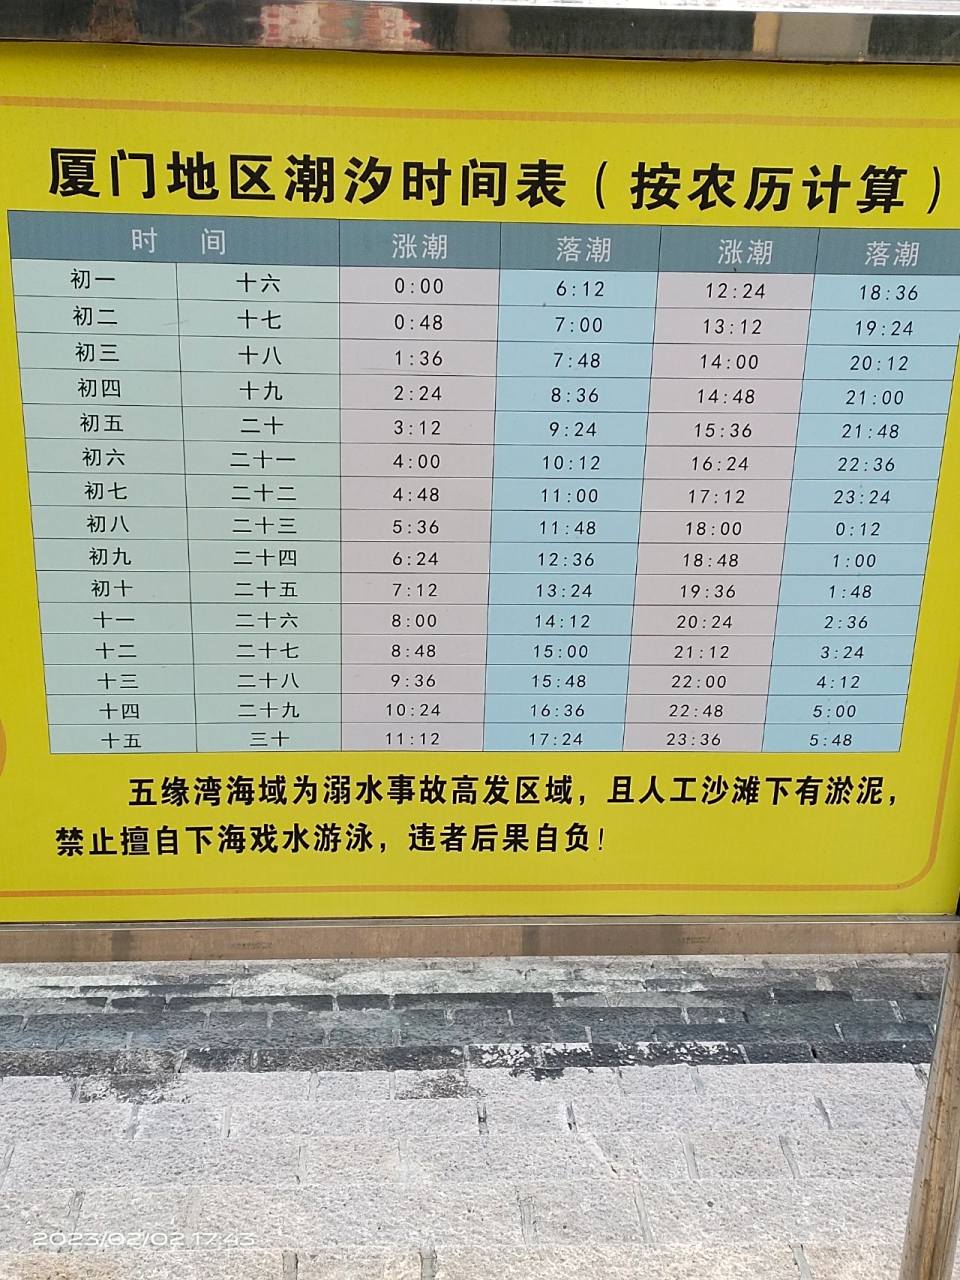 厦门地区潮汐时间表（按农历计算）
时 间 涨潮 落潮 涨潮 落潮
初一 十六 0:00 6:12 12:24 18:36
初二 十七 0:48 7:00 13:12 19:24
初三 十八 1:36 7:48 14:00 20:12
初四 十九 2:24 8:36 14:48 21:00
初五 二十 3:12 9:24 15:36 21:48
初六 二十一 4:00 10:12 16:24 22:36
初七 二十二 4:48 11:00 17:12 23:24
初八 二十三 5:36 11:48 18:00 0:12
初九 二十四 6:24 12:36 18:48 1:00
初十 二十五 7:12 13:24 19:36 1:48
十一 二十六 8:00 14:12 20:24 2:36
十二 二十七 8:48 15:00 21:12 3:24
十三 二十八 9:36 15:48 22:00 4:12
十四 二十九 10:24 16:36 22:48 5:00
十五 三十 11:12 17:24 23:36 5:48
五缘湾海域为溺水事故高发区域，且人工沙滩下有淤泥，
禁止擅自下海戏水游泳，违者后果自负！
2023/02/02 17:43